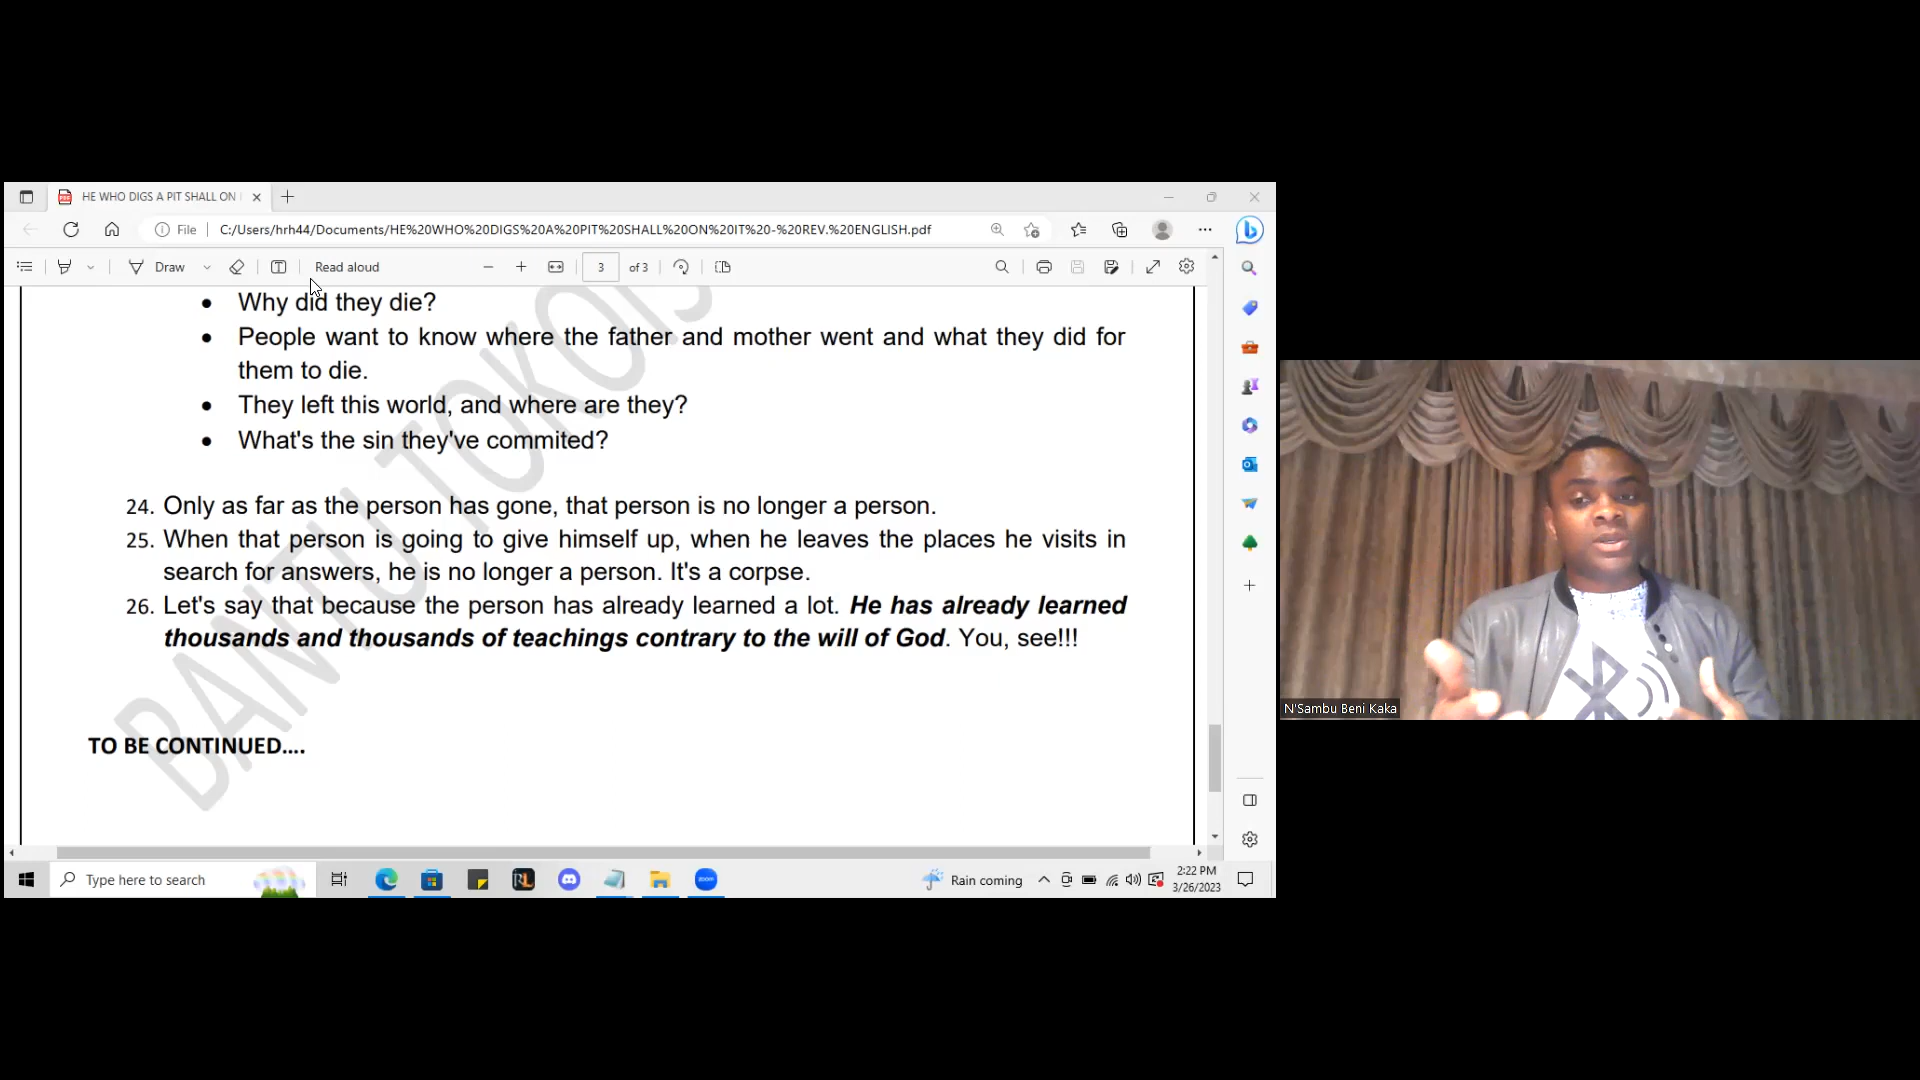 HE WHO DIGS A PIT SHALL ON
File
C:/Users/hrh44/Documents/HE%20WHO%20DIGS%20A%20PIT%20SHALL%20ON%20IT%20-%20REV.%20ENGLISH.pdf
Draw
Read aloud
3 of 3
• Why did they die?
• People want to know where the father and mother went and what they did for
them to die.
• They left this world, and where are they?
• What's the sin they've commited?
24. Only as far as the person has gone, that person is no longer a person.
25. When that person is going to give himself up, when he leaves the places he visits in
search for answers, he is no longer a person. It's a corpse.
26. Let's say that because the person has already learned a lot. He has already learned
thousands and thousands of teachings contrary to the will of God. You, see!!!
TO BE CONTINUED....
BANTU TOKOIS
N'Sambu Beni Kaka
Type here to search
RL
zoom
Rain coming
2:22 PM
3/26/2023